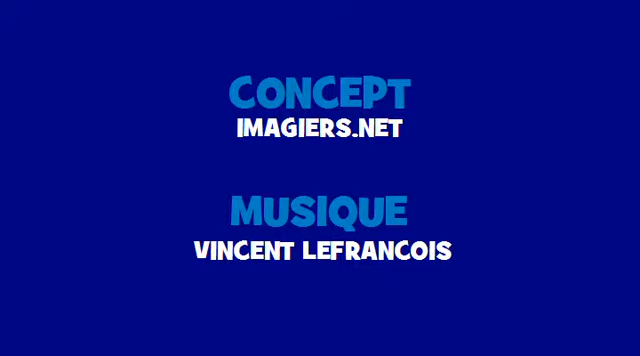 CONCEPT
IMAGIERS.NET
MUSIQUE
VINCENT LEFRANCOIS